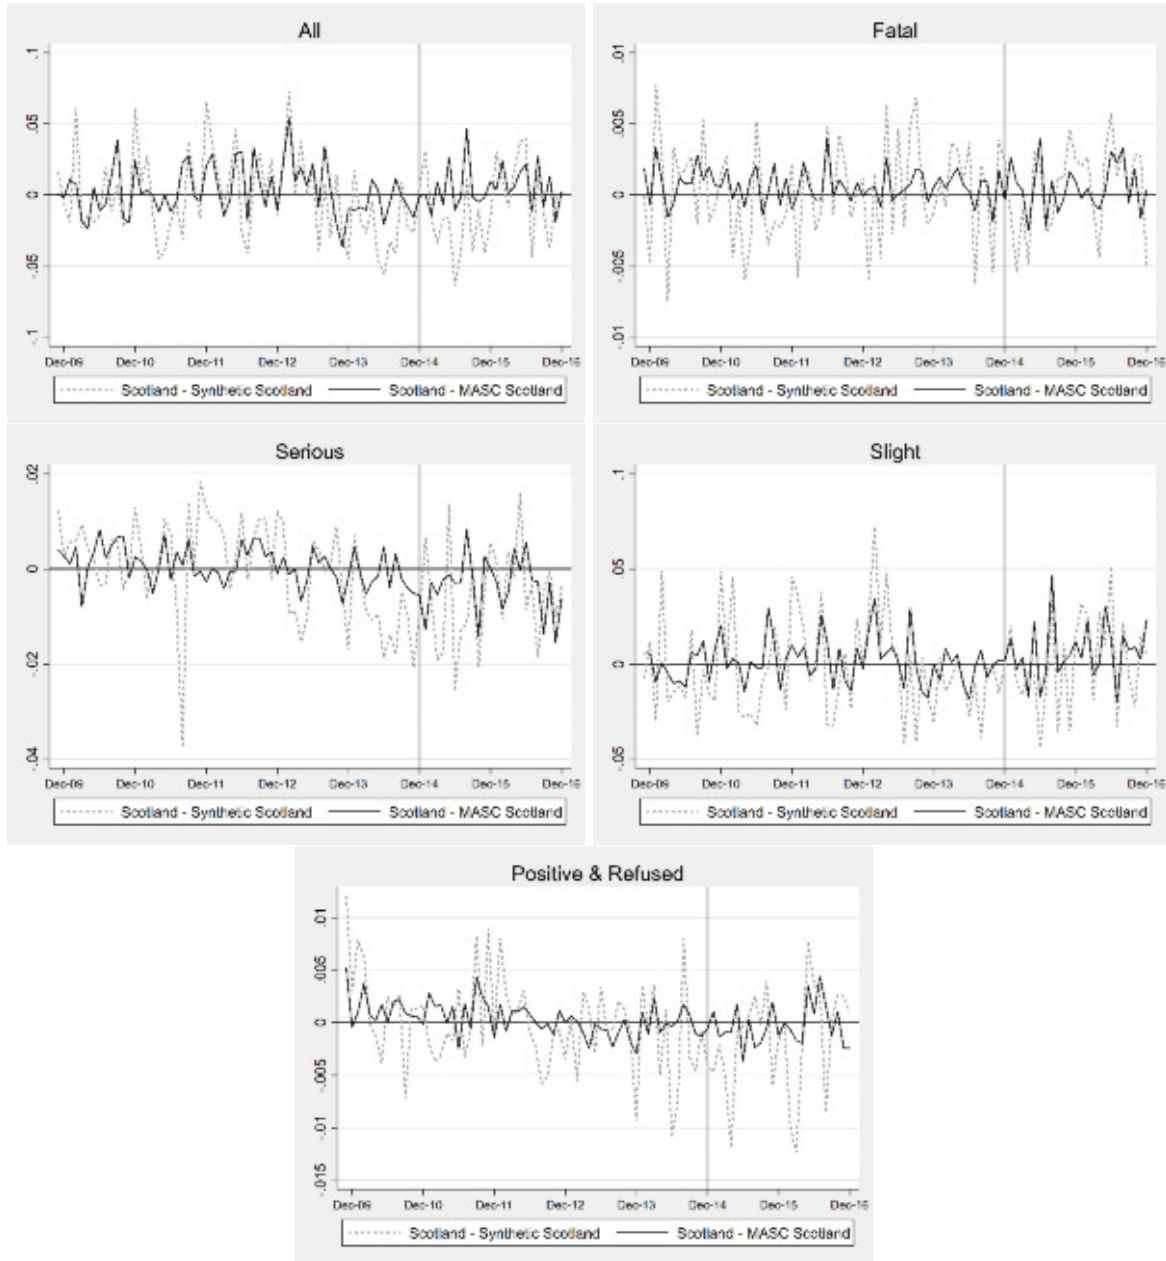 All
.1
.05
0
-.05
-.1
Dec-09 Dec-10 Dec-11 Dec-12 Dec-13 Dec-14 Dec-15 Dec-16
Scotland - Synthetic Scotland Scotland - MASC Scotland
Fatal
.01
.005
0
-.005
-.01
Dec-09 Dec-10 Dec-11 Dec-12 Dec-13 Dec-14 Dec-15 Dec-16
Scotland - Synthetic Scotland Scotland - MASC Scotland
Serious
.02
0
-.02
-.04
Dec-09 Dec-10 Dec-11 Dec-12 Dec-13 Dec-14 Dec-15 Dec-16
Scotland - Synthetic Scotland Scotland - MASC Scotland
Slight
.1
.05
0
-.05
Dec-09 Dec-10 Dec-11 Dec-12 Dec-13 Dec-14 Dec-15 Dec-16
Scotland - Synthetic Scotland Scotland - MASC Scotland
Positive & Refused
.01
.005
0
-.005
-.01
-.015
Dec-09 Dec-10 Dec-11 Dec-12 Dec-13 Dec-14 Dec-15 Dec-16
Scotland - Synthetic Scotland Scotland - MASC Scotland